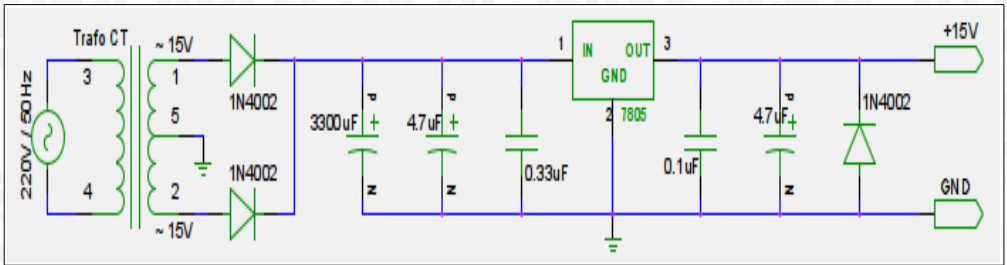 Trafo CT
~ 15V
+15V
1
IN OUT
3
GND
2
7805
3
1
5
1N4002
220V / 50Hz
3300uF
P
+
N
4.7uF
P
+
N
0.33uF
0.1uF
4.7uF
P
+
N
1N4002
4
2
1N4002
~ 15V
GND